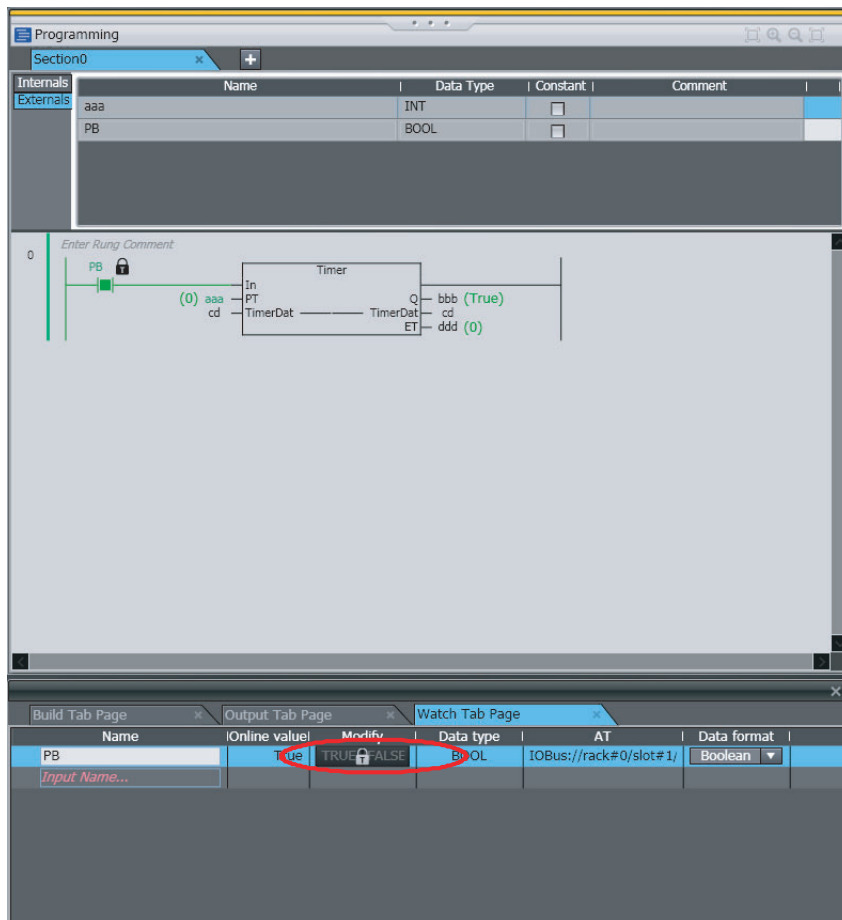 Programming
Section0
Internals Name Data Type Constant Comment
Externals aaa INT
PB BOOL
0 Enter Rung Comment
PB
Timer
In
(0) aaa PT Q bbb (True)
cd TimerDat TimerDat cd
ET ddd (0)
Build Tab Page Output Tab Page Watch Tab Page
Name Online value Modify Data type AT Data format
PB True TRUE FALSE BOOL IOBus://rack#0/slot#1/ Boolean
Input Name...